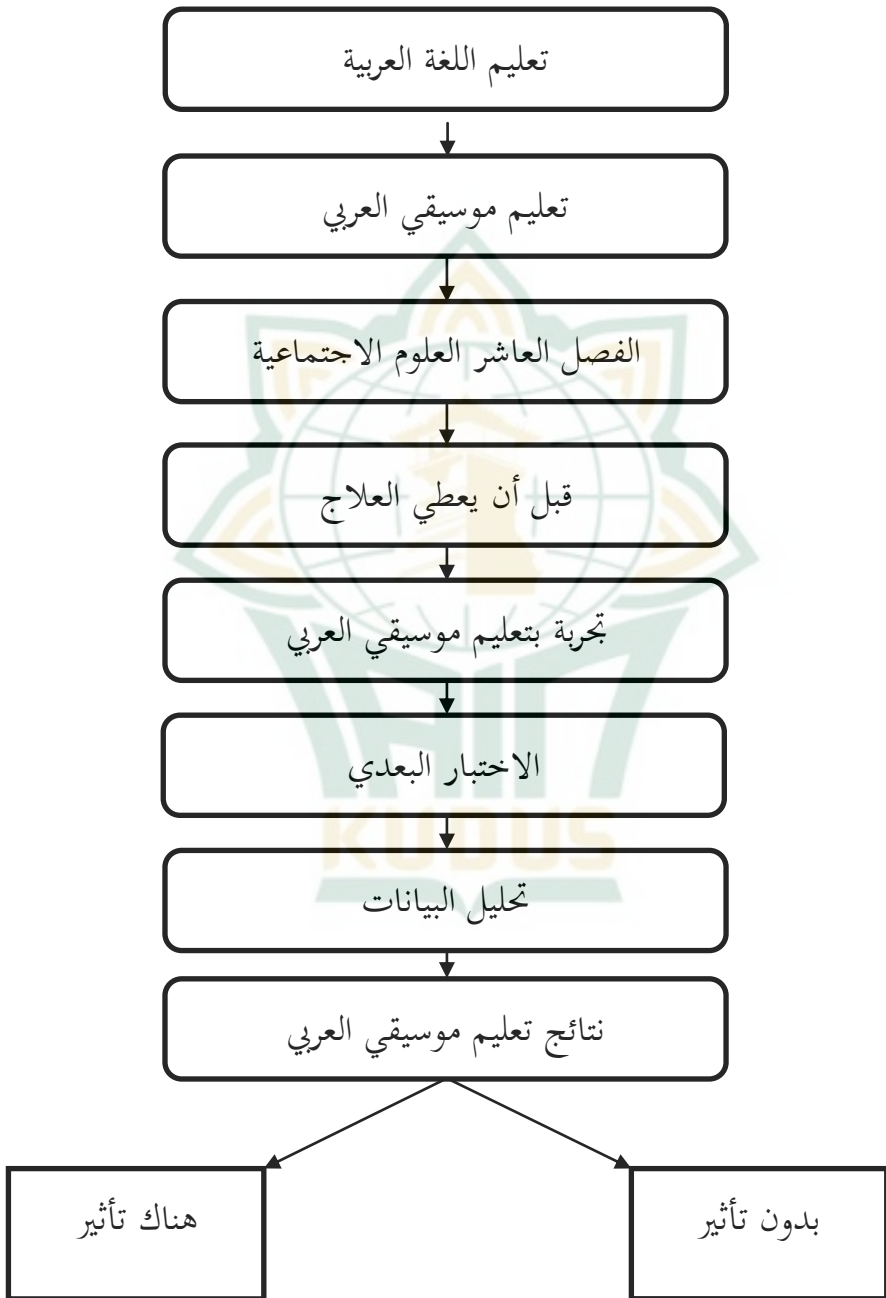 تعليم اللغة العربية
تعليم موسيقي العربي
الفصل العاشر العلوم الاجتماعية
قبل أن يعطي العلاج
تجربة بتعليم موسيقي العربي
الاختبار البعدي
KUDUS
تحليل البيانات
نتائج تعليم موسيقي العربي
بدون تأثير
هناك تأثير